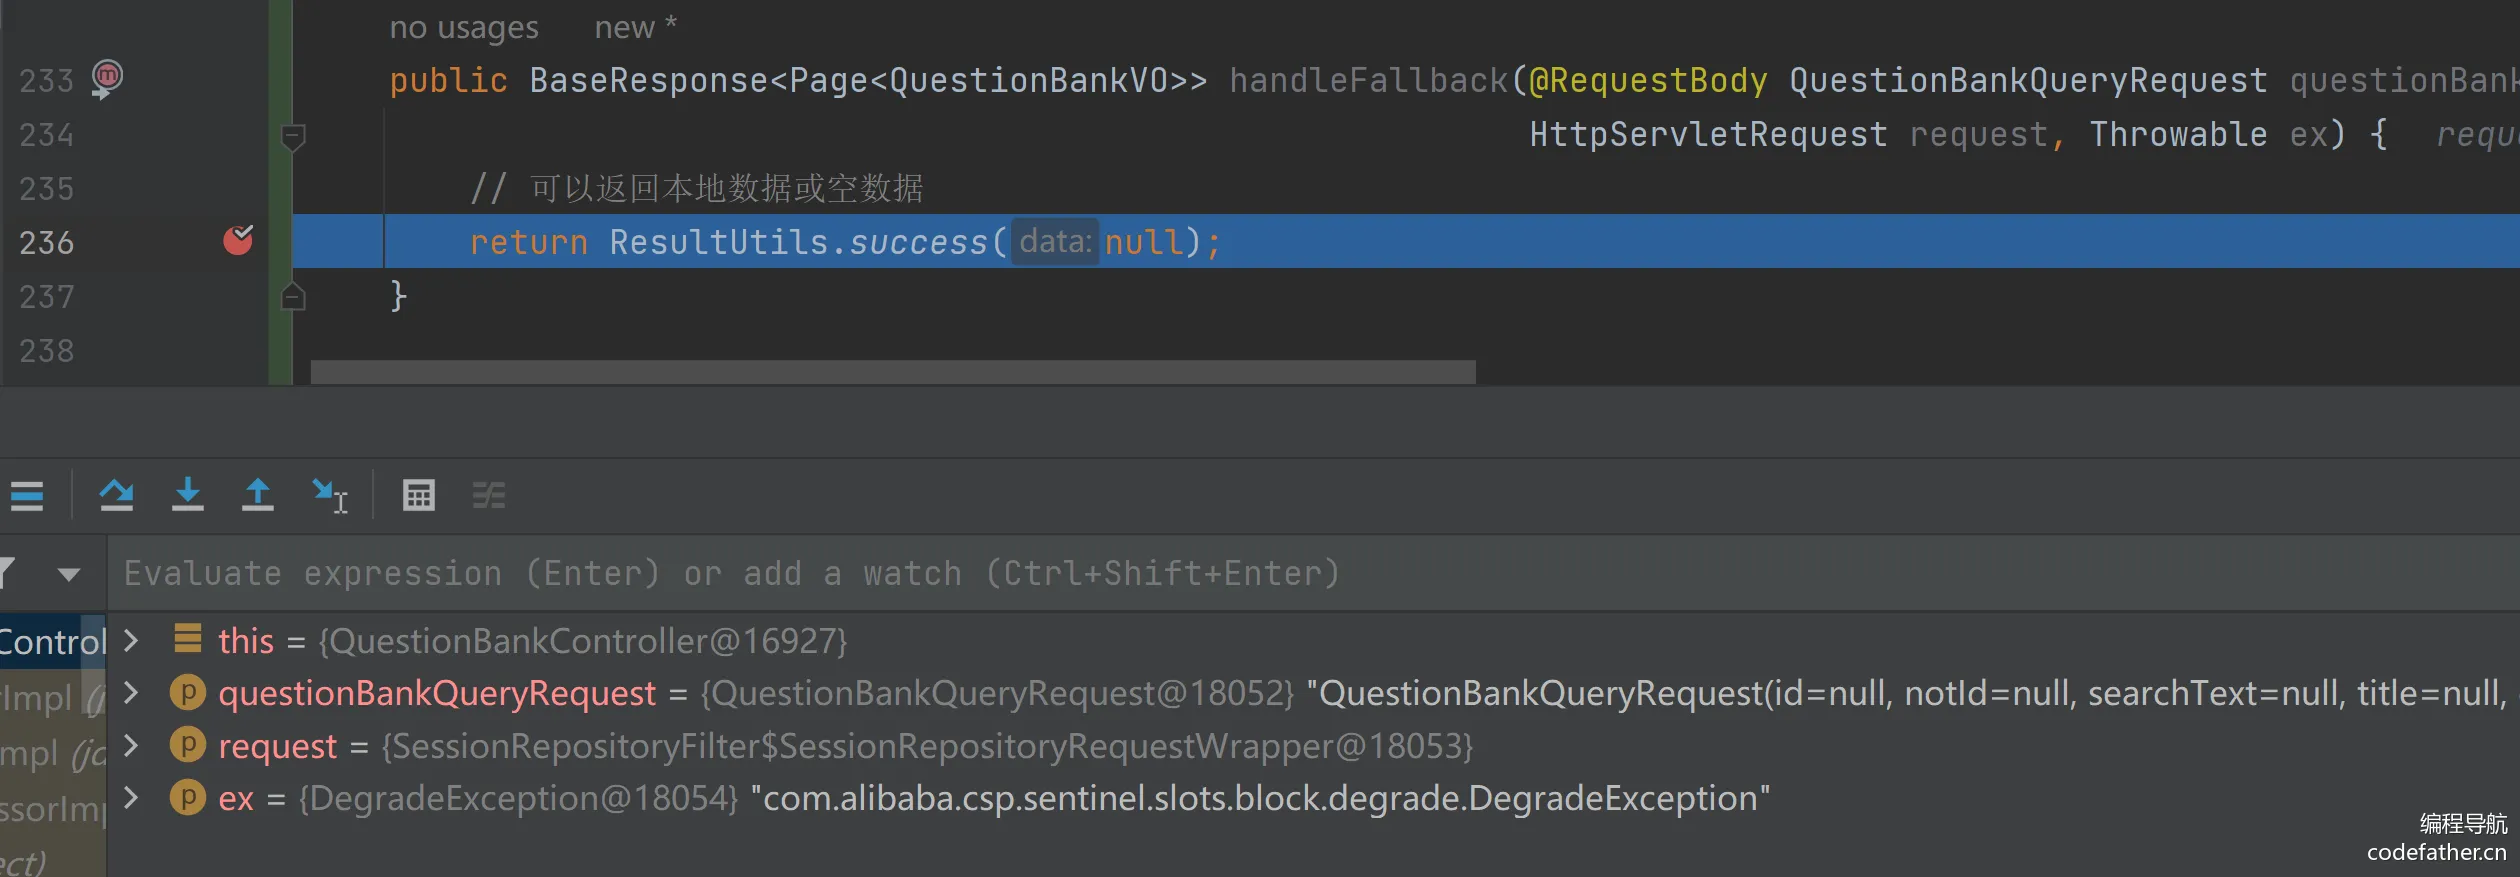 no usages new *
233 public BaseResponse<Page<QuestionBankVO>> handleFallback(@RequestBody QuestionBankQueryRequest questionBank
234 HttpServletRequest request, Throwable ex) { requ
235 // 可以返回本地数据或空数据
236 return ResultUtils.success( data: null);
237 }
238
Evaluate expression (Enter) or add a watch (Ctrl+Shift+Enter)
Control
this = {QuestionBankController@16927}
rImpl (j
questionBankQueryRequest = {QuestionBankQueryRequest@18052} "QuestionBankQueryRequest(id=null, notId=null, searchText=null, title=null,
mpl (jc
request = {SessionRepositoryFilter$SessionRepositoryRequestWrapper@18053}
ssorImp
ex = {DegradeException@18054} "com.alibaba.csp.sentinel.slots.block.degrade.DegradeException"
ect)
编程导航
codefather.cn